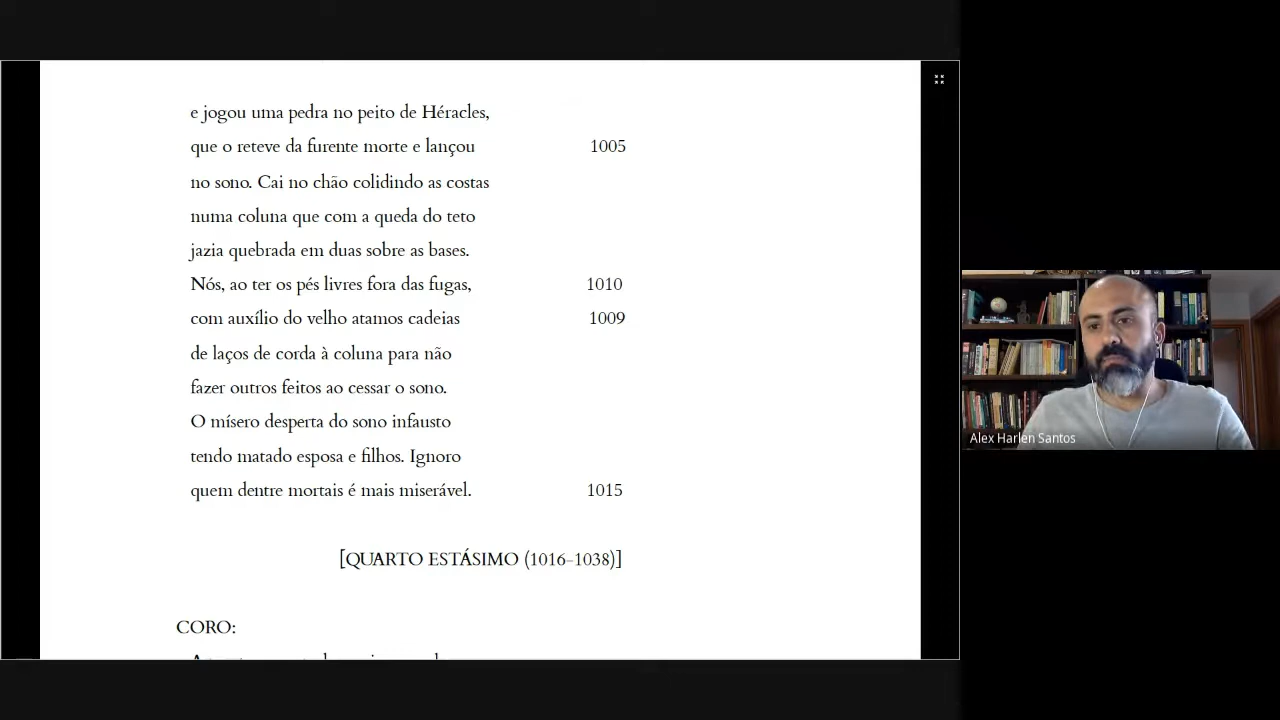 e jogou uma pedra no peito de Héracles,
que o reteve da furente morte e lançou 1005
no sono. Cai no chão colidindo as costas
numa coluna que com a queda do teto
jazia quebrada em duas sobre as bases.
Nós, ao ter os pés livres fora das fugas, 1010
com auxílio do velho atamos cadeias 1009
de laços de corda à coluna para não
fazer outros feitos ao cessar o sono.
O mísero desperta do sono infausto
tendo matado esposa e filhos. Ignoro
quem dentre mortais é mais miserável. 1015
[QUARTO ESTÁSIMO (1016-1038)]
CORO:
Alex Harlen Santos